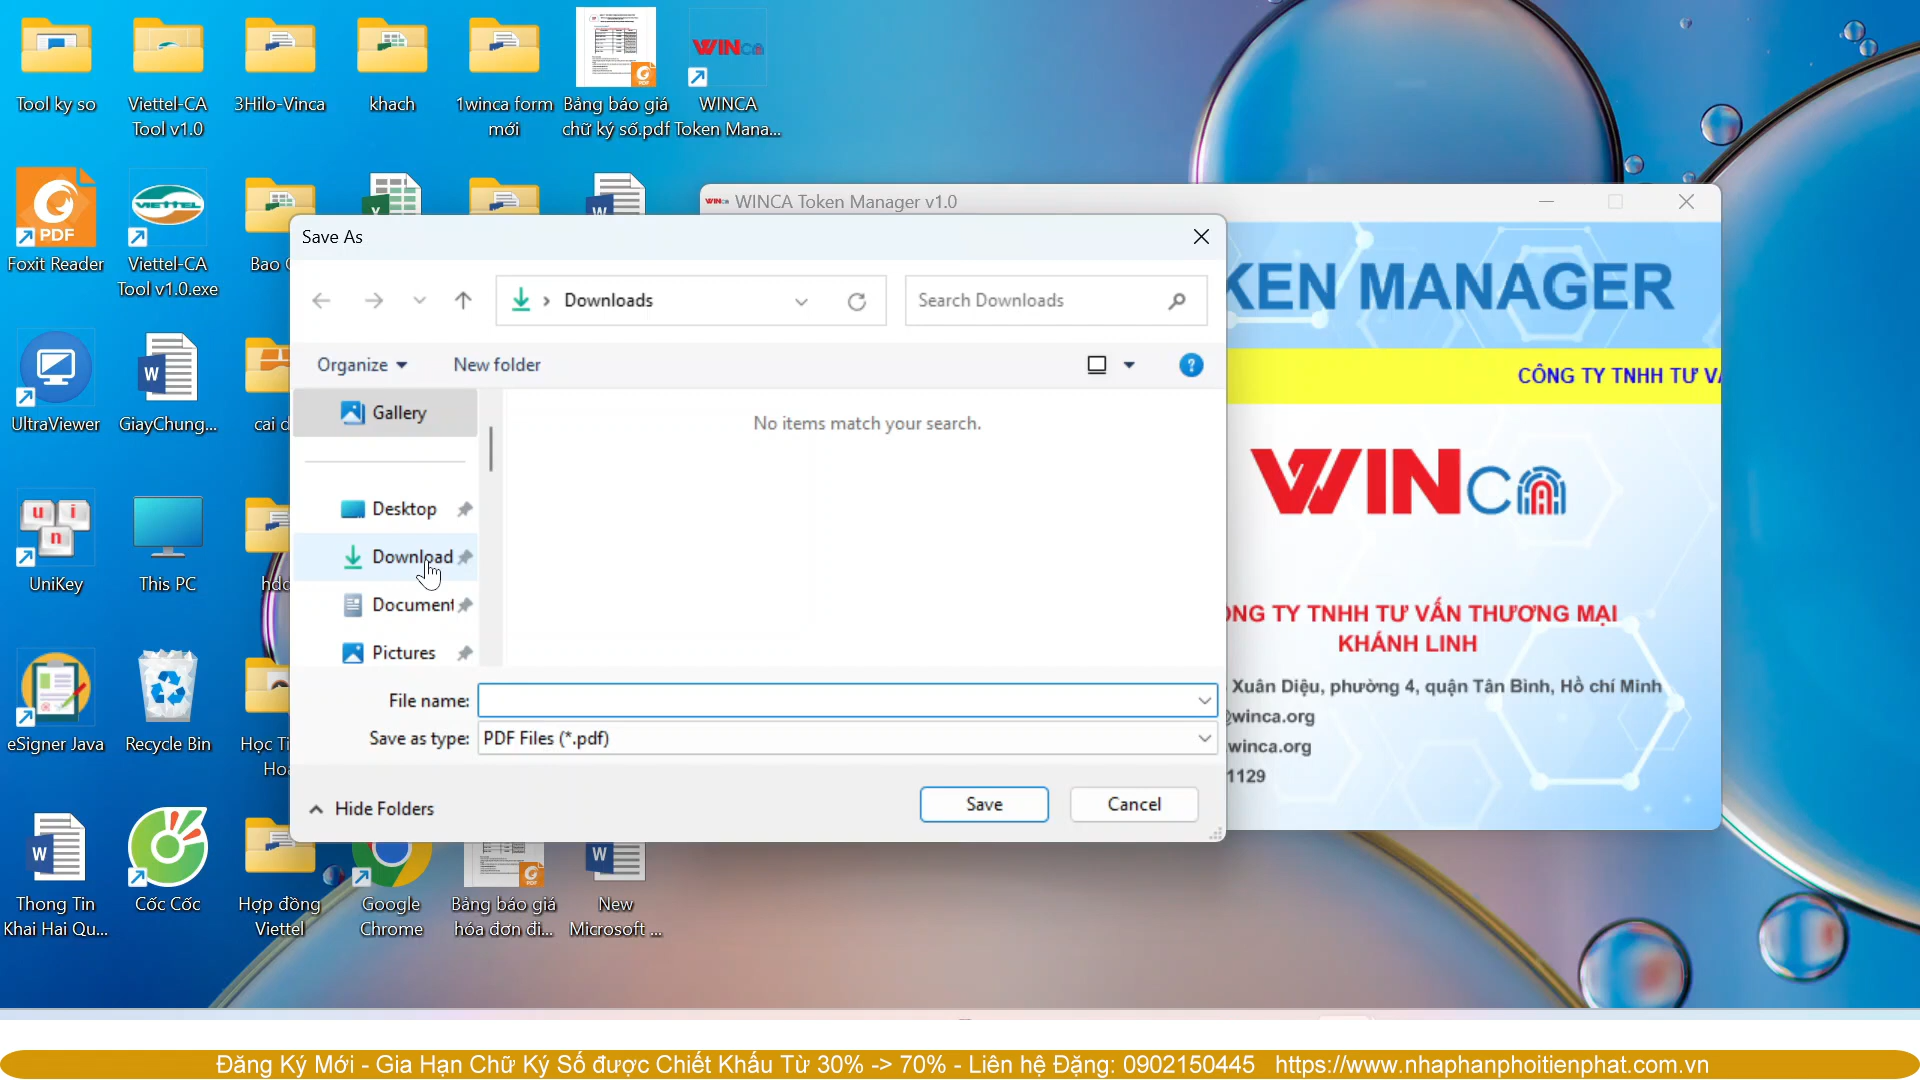 Tool ky so
Viettel-CA
Tool v1.0
3Hilo-Vinca
khach
1winca form
mới
Bảng báo giá
chữ ký số.pdf
WINCA
Token Mana...
WINca
PDF
Foxit Reader
viettel
Viettel-CA
Tool v1.0.exe
Bao
UltraViewer
GiayChung...
cai
UniKey
This PC
eSigner Java
Recycle Bin
Học
Thong Tin
Khai Hai Qu...
Cốc Cốc
Hợp đồng
Viettel
Google
Chrome
Bảng báo giá
hóa đơn đi...
New
Microsoft ...
WINCA Token Manager v1.0
KEN MANAGER
CÔNG TY TNHH TƯ
WINca
TY TNHH TƯ VẤN THƯƠNG MẠI
KHÁNH LINH
Xuân Diệu, phường 4, quận Tân Bình, Hồ chí Minh
@winca.org
winca.org
1129
Save As
Downloads
Search Downloads
Organize
New folder
Gallery
No items match your search.
Desktop
Download
Document
Pictures
File name:
Save as type: PDF Files (*.pdf)
Hide Folders
Save
Cancel
Đăng Ký Mới - Gia Hạn Chữ Ký Số được Chiết Khấu Từ 30% -> 70% - Liên hệ Đặng: 0902150445 https://www.nhaphanphoitienphat.com.vn